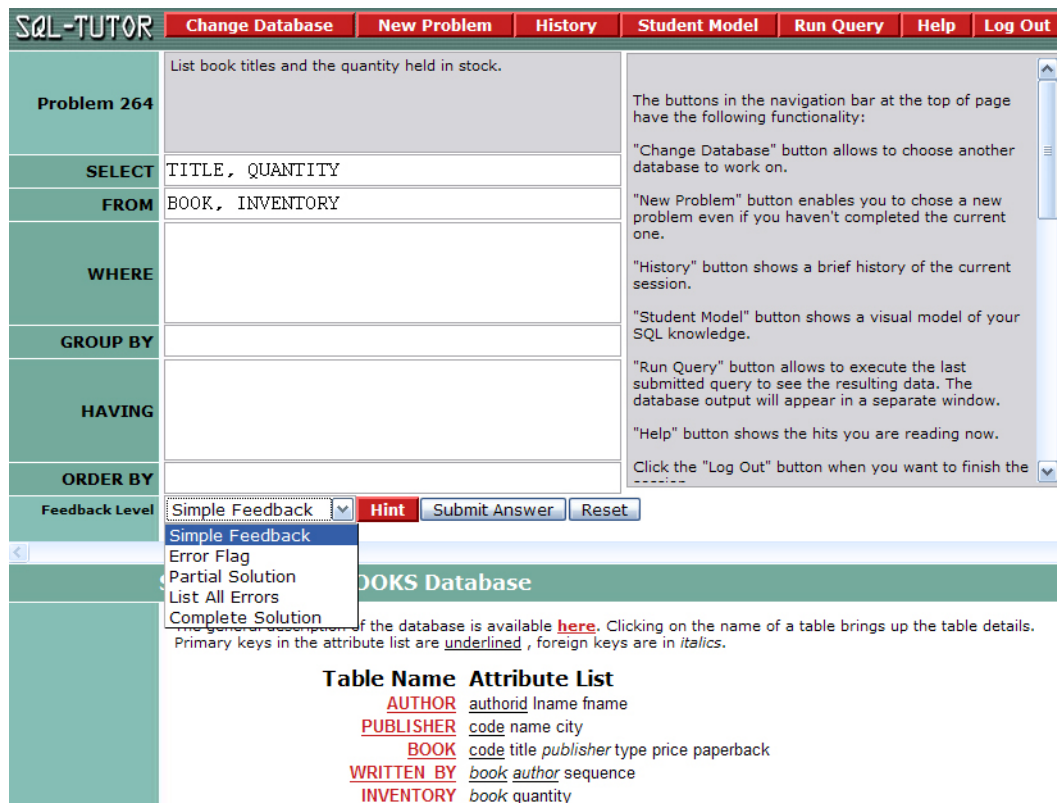 SQL-TUTOR Change Database New Problem History Student Model Run Query Help Log Out
Problem 264
List book titles and the quantity held in stock.
SELECT TITLE, QUANTITY
FROM BOOK, INVENTORY
WHERE
GROUP BY
HAVING
ORDER BY
The buttons in the navigation bar at the top of page
have the following functionality:
"Change Database" button allows to choose another
database to work on.
"New Problem" button enables you to chose a new
problem even if you haven't completed the current
one.
"History" button shows a brief history of the current
session.
"Student Model" button shows a visual model of your
SQL knowledge.
"Run Query" button allows to execute the last
submitted query to see the resulting data. The
database output will appear in a separate window.
"Help" button shows the hits you are reading now.
Click the "Log Out" button when you want to finish the
Feedback Level Simple Feedback Hint Submit Answer Reset
Simple Feedback
Error Flag
Partial Solution
List All Errors
Complete Solution
OOKS Database
of the database is available here. Clicking on the name of a table brings up the table details.
Primary keys in the attribute list are underlined , foreign keys are in italics.
Table Name Attribute List
AUTHOR authorid lname fname
PUBLISHER code name city
BOOK code title publisher type price paperback
WRITTEN BY book author sequence
INVENTORY book quantity